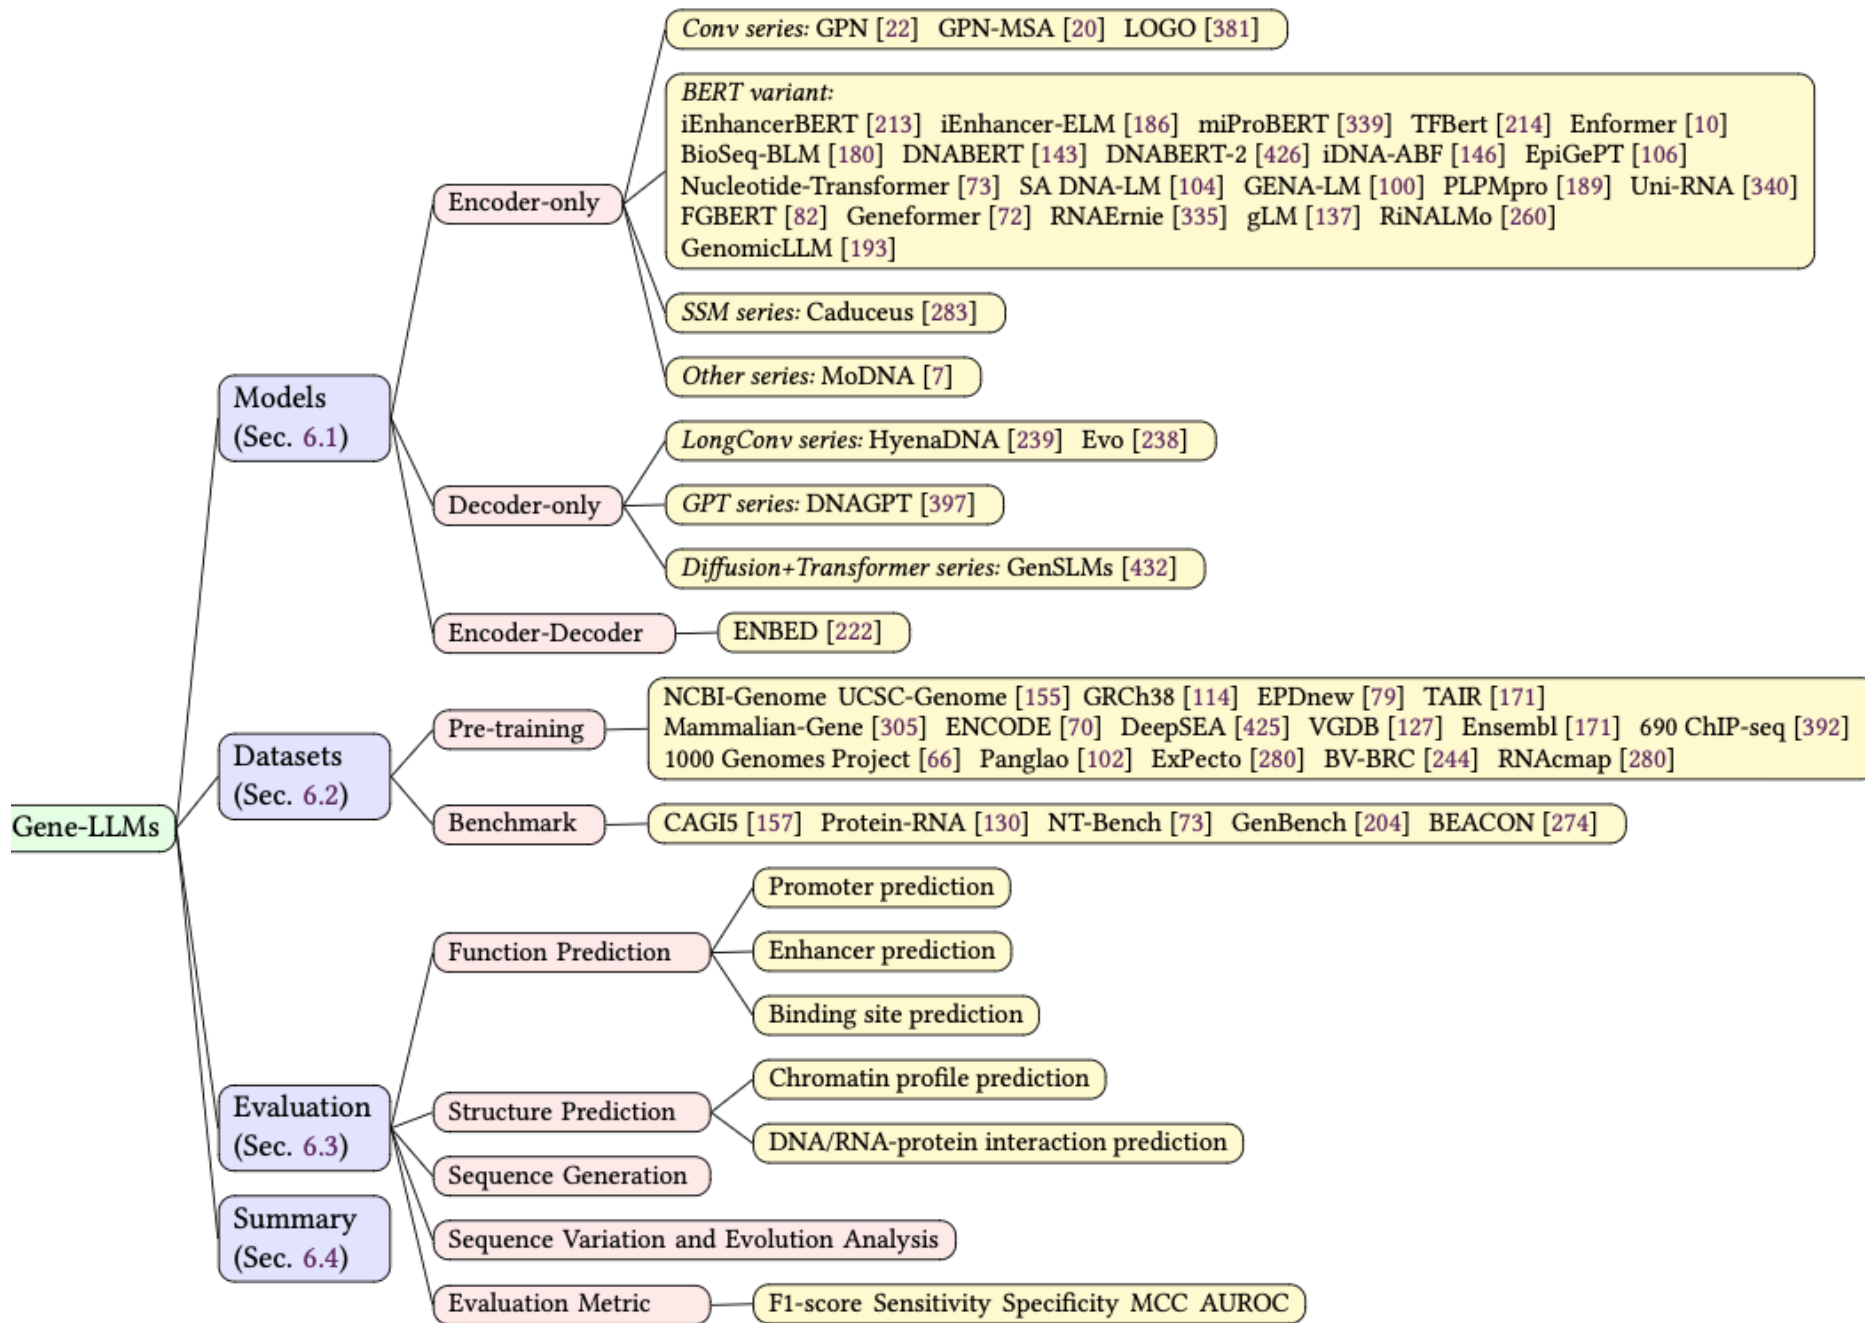 Gene-LLMs
Models
(Sec. 6.1)
Encoder-only
Conv series: GPN [22] GPN-MSA [20] LOGO [381]
BERT variant:
iEnhancerBERT [213] iEnhancer-ELM [186] miProBERT [339] TFBert [214] Enformer [10]
BioSeq-BLM [180] DNABERT [143] DNABERT-2 [426] iDNA-ABF [146] EpiGePT [106]
Nucleotide-Transformer [73] SA DNA-LM [104] GENA-LM [100] PLPMpro [189] Uni-RNA [340]
FGBERT [82] Geneformer [72] RNAErnie [335] gLM [137] RiNALMo [260]
GenomicLLM [193]
SSM series: Caduceus [283]
Other series: MoDNA [7]
Decoder-only
LongConv series: HyenaDNA [239] Evo [238]
GPT series: DNAGPT [397]
Diffusion+Transformer series: GenSLMs [432]
Encoder-Decoder
ENBED [222]
Datasets
(Sec. 6.2)
Pre-training
NCBI-Genome UCSC-Genome [155] GRCh38 [114] EPDnew [79] TAIR [171]
Mammalian-Gene [305] ENCODE [70] DeepSEA [425] VGDB [127] Ensembl [171] 690 ChIP-seq [392]
1000 Genomes Project [66] Panglao [102] ExPecto [280] BV-BRC [244] RNAcmap [280]
Benchmark
CAGI5 [157] Protein-RNA [130] NT-Bench [73] GenBench [204] BEACON [274]
Evaluation
(Sec. 6.3)
Function Prediction
Promoter prediction
Enhancer prediction
Binding site prediction
Structure Prediction
Chromatin profile prediction
DNA/RNA-protein interaction prediction
Sequence Generation
Sequence Variation and Evolution Analysis
Evaluation Metric
F1-score Sensitivity Specificity MCC AUROC
Summary
(Sec. 6.4)